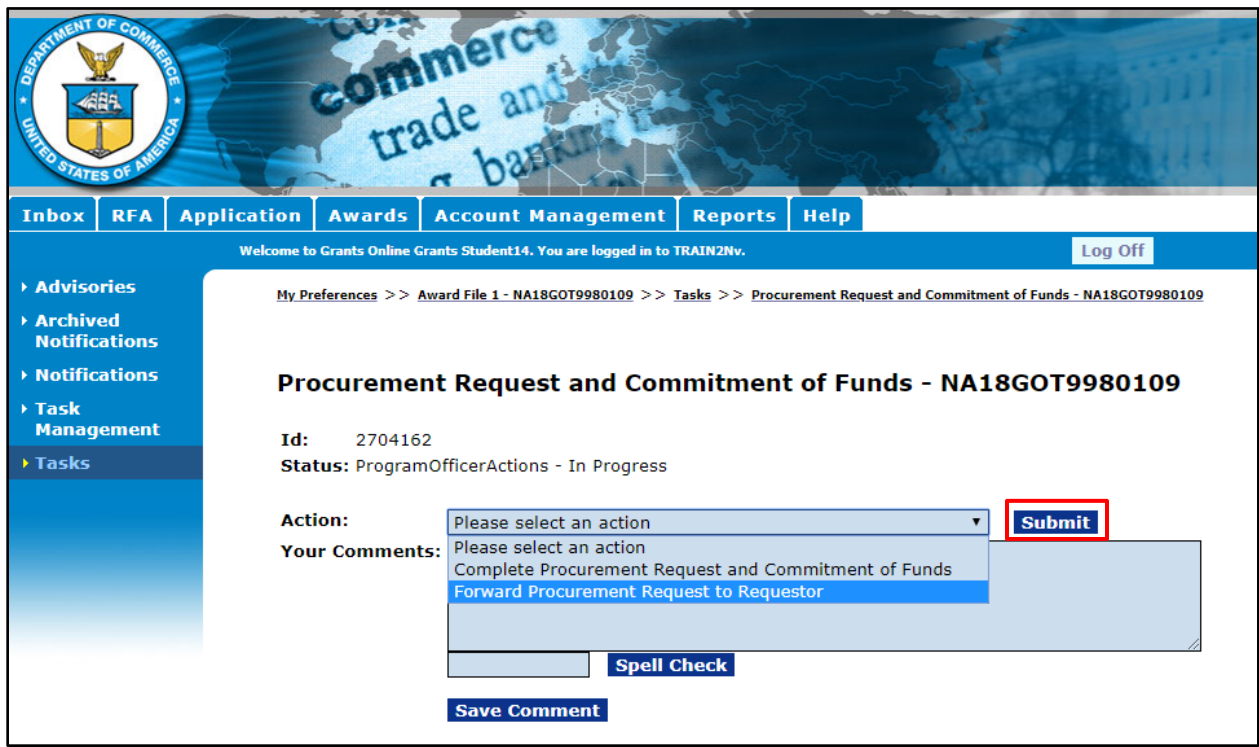 DEPARTMENT OF COMMERCE
UNITED STATES OF AMERICA
commerce
trade and
banking
Inbox RFA Application Awards Account Management Reports Help
Welcome to Grants Online Grants Student14. You are logged in to TRAIN2Nv.
Log Off
Advisories
Archived
Notifications
Notifications
Task
Management
Tasks
My Preferences >> Award File 1 - NA18GOT9980109 >> Tasks >> Procurement Request and Commitment of Funds - NA18GOT9980109
Procurement Request and Commitment of Funds - NA18GOT9980109
Id: 2704162
Status: ProgramOfficerActions - In Progress
Action: Please select an action Submit
Your Comments: Please select an action
Complete Procurement Request and Commitment of Funds
Forward Procurement Request to Requestor
Spell Check
Save Comment